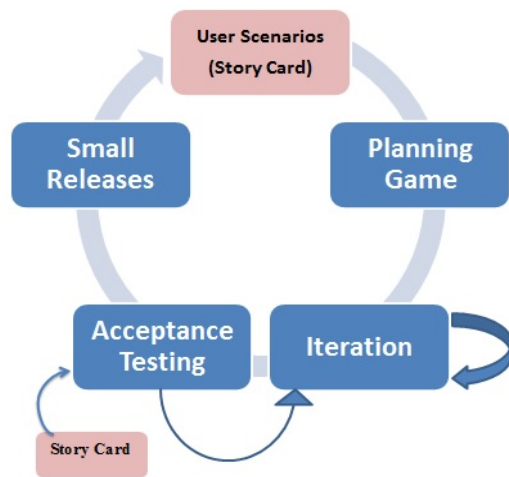 User Scenarios
(Story Card)
Planning
Game
Iteration
Acceptance
Testing
Story Card
Small
Releases